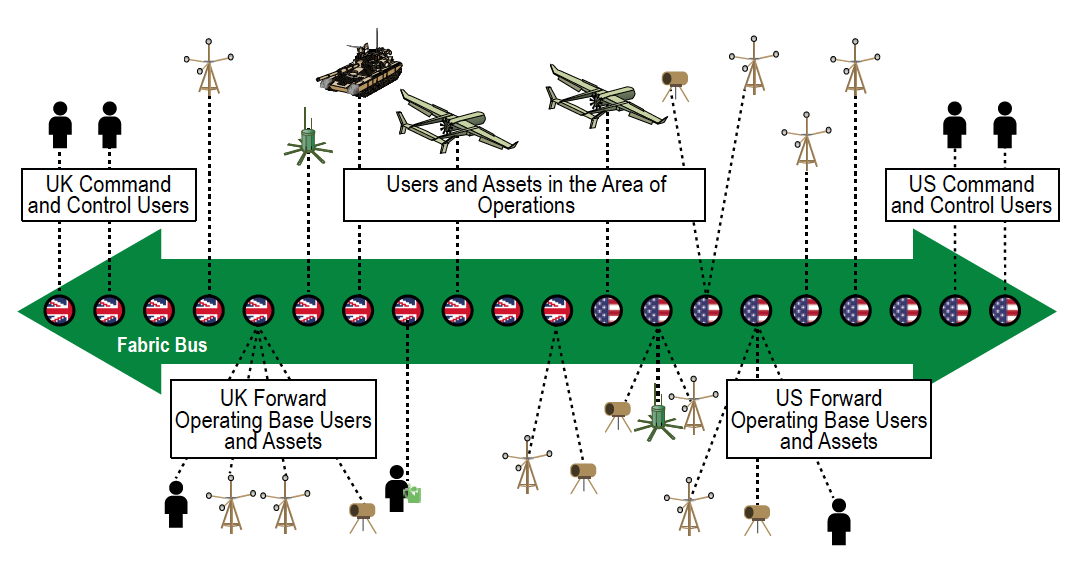 UK Command
and Control Users
Users and Assets in the Area of
Operations
US Command
and Control Users
Fabric Bus
UK Forward
Operating Base Users
and Assets
US Forward
Operating Base Users
and Assets